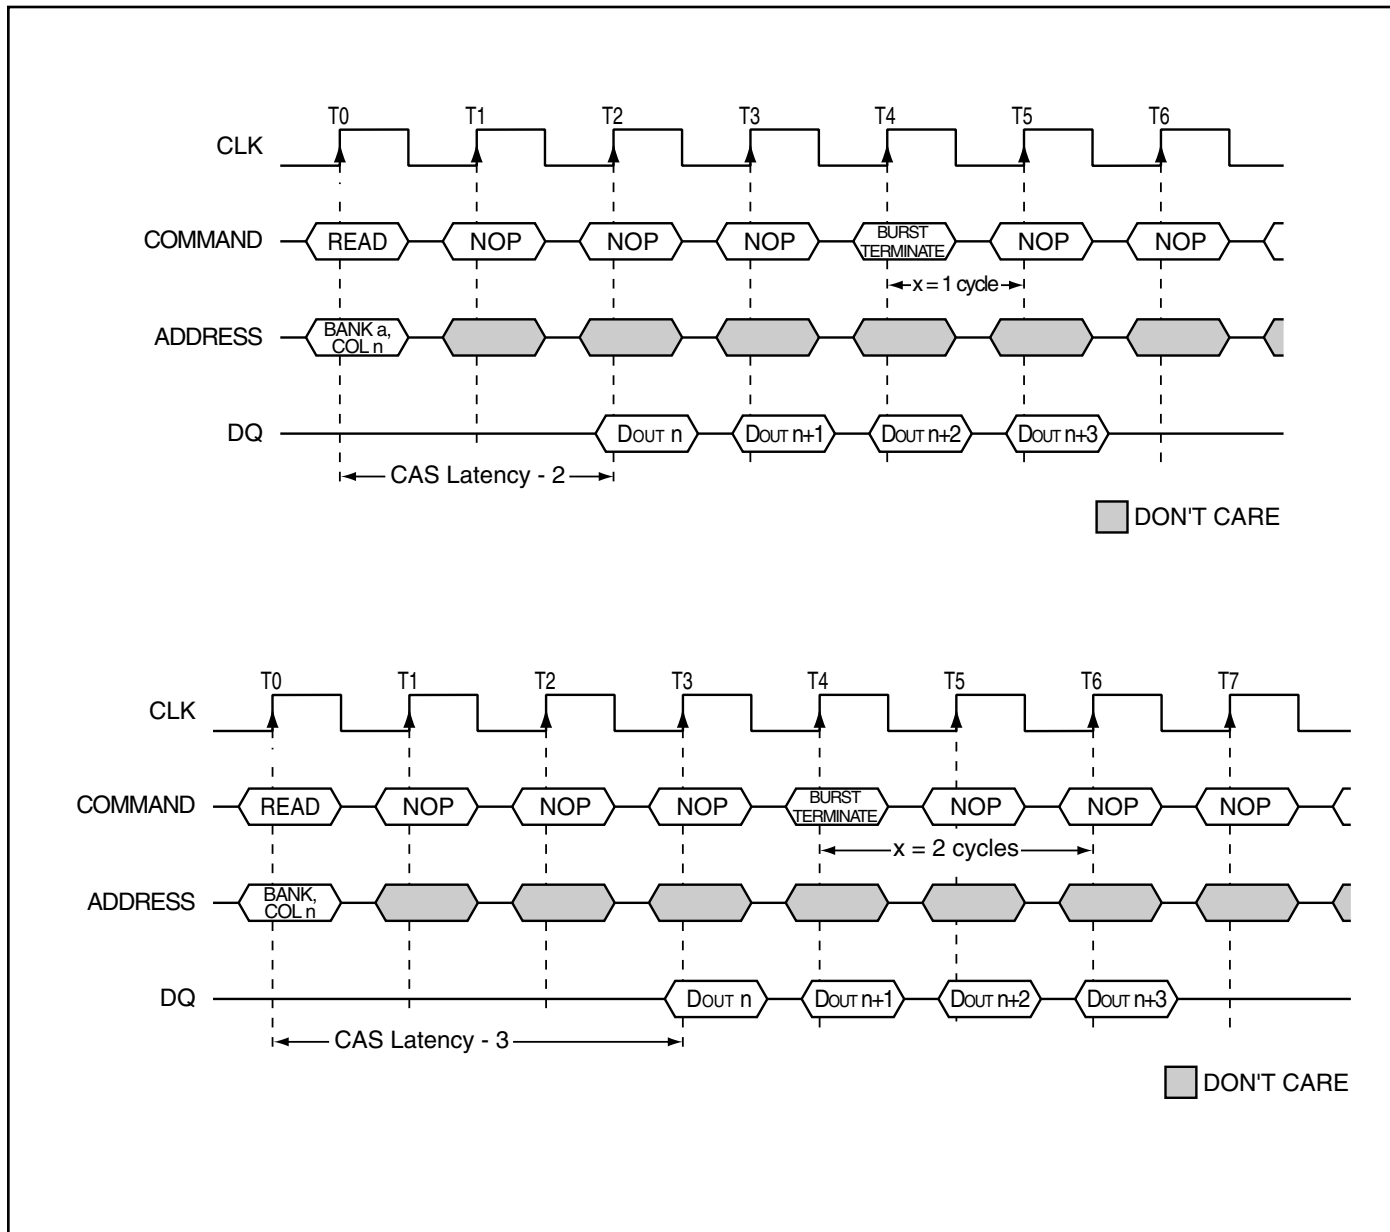 T0 T1 T2 T3 T4 T5 T6
CLK
COMMAND READ NOP NOP NOP BURST TERMINATE NOP NOP
x = 1 cycle
ADDRESS BANK a, COL n
DQ DOUT n DOUT n+1 DOUT n+2 DOUT n+3
CAS Latency - 2
DON'T CARE
T0 T1 T2 T3 T4 T5 T6 T7
CLK
COMMAND READ NOP NOP NOP BURST TERMINATE NOP NOP NOP
x = 2 cycles
ADDRESS BANK, COL n
DQ DOUT n DOUT n+1 DOUT n+2 DOUT n+3
CAS Latency - 3
DON'T CARE